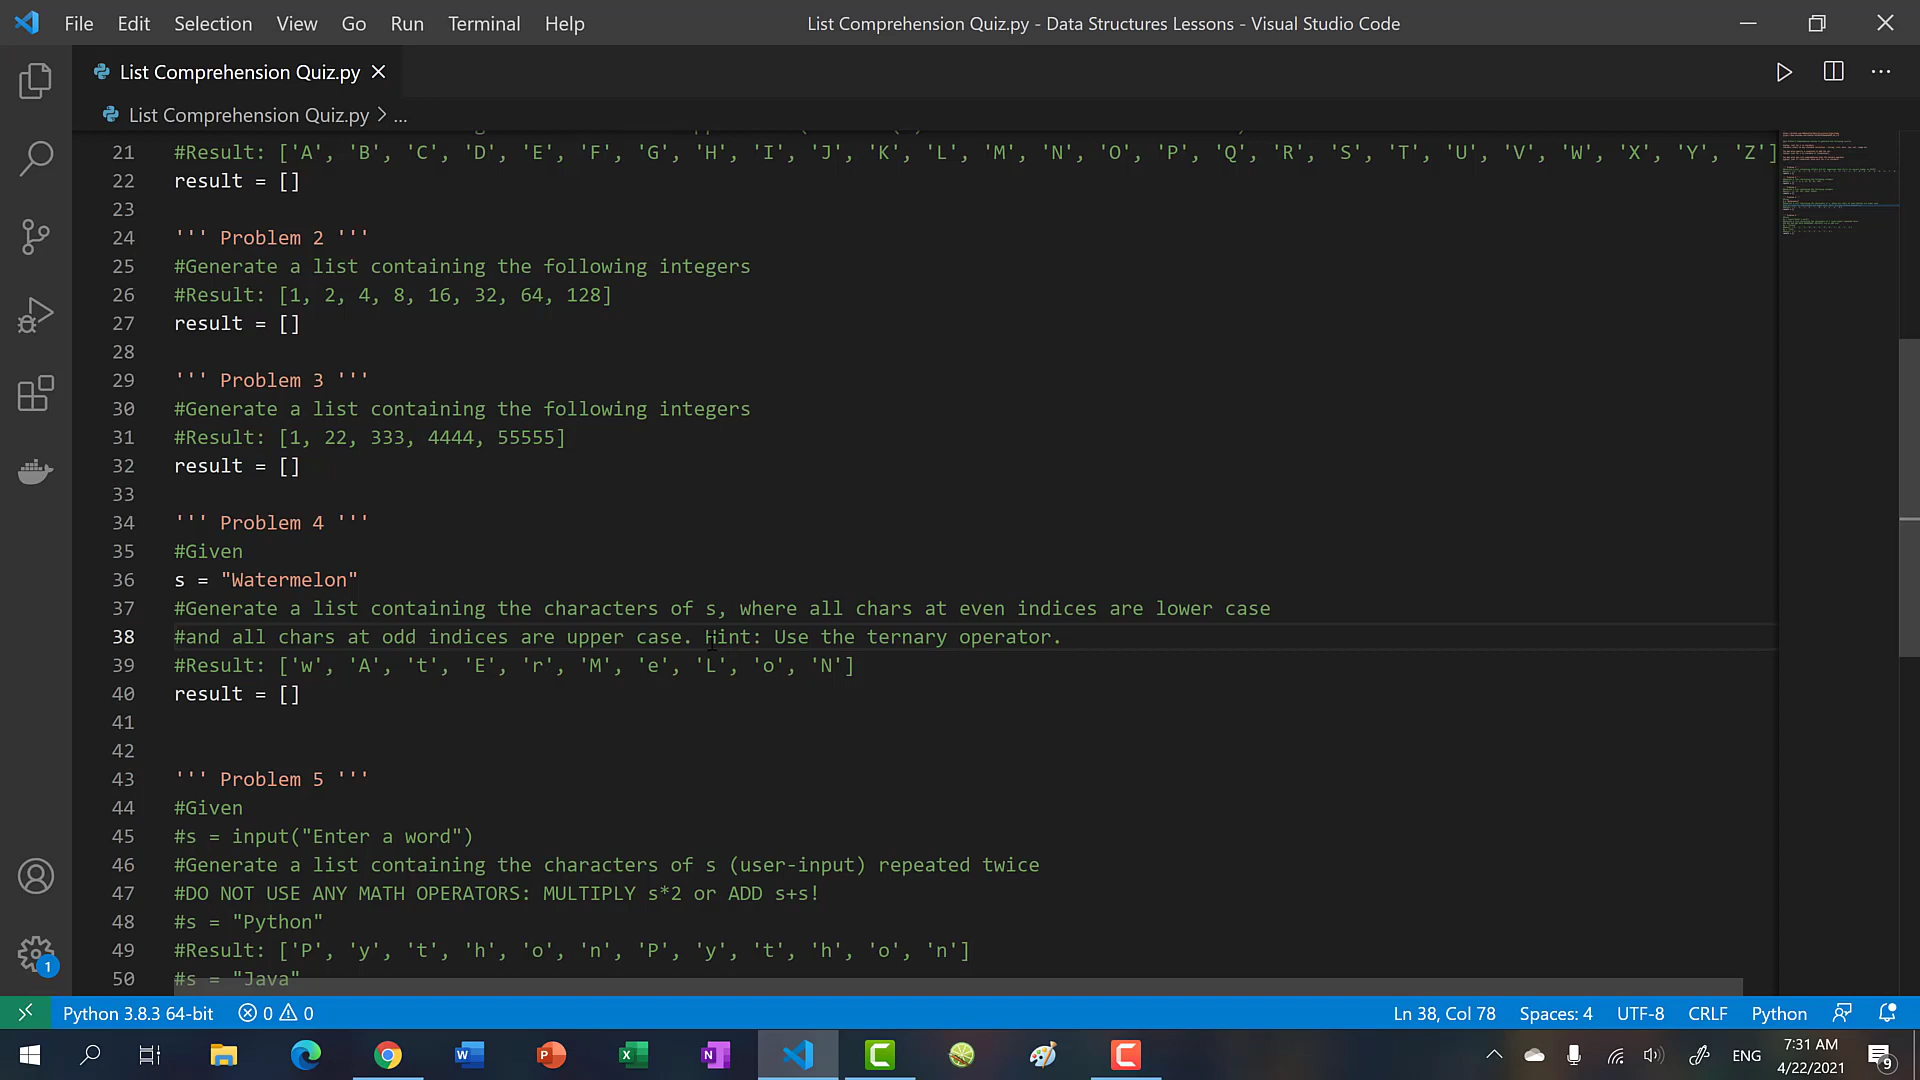 File Edit Selection View Go Run Terminal Help List Comprehension Quiz.py - Data Structures Lessons - Visual Studio Code
List Comprehension Quiz.py
List Comprehension Quiz.py > ...
21 #Result: ['A', 'B', 'C', 'D', 'E', 'F', 'G', 'H', 'I', 'J', 'K', 'L', 'M', 'N', 'O', 'P', 'Q', 'R', 'S', 'T', 'U', 'V', 'W', 'X', 'Y', 'Z']
22 result = []
23
24 ''' Problem 2 '''
25 #Generate a list containing the following integers
26 #Result: [1, 2, 4, 8, 16, 32, 64, 128]
27 result = []
28
29 ''' Problem 3 '''
30 #Generate a list containing the following integers
31 #Result: [1, 22, 333, 4444, 55555]
32 result = []
33
34 ''' Problem 4 '''
35 #Given
36 s = "Watermelon"
37 #Generate a list containing the characters of s, where all chars at even indices are lower case
38 #and all chars at odd indices are upper case. Hint: Use the ternary operator.
39 #Result: ['w', 'A', 't', 'E', 'r', 'M', 'e', 'L', 'o', 'N']
40 result = []
41
42
43 ''' Problem 5 '''
44 #Given
45 #s = input("Enter a word")
46 #Generate a list containing the characters of s (user-input) repeated twice
47 #DO NOT USE ANY MATH OPERATORS: MULTIPLY s*2 or ADD s+s!
48 #s = "Python"
49 #Result: ['P', 'y', 't', 'h', 'o', 'n', 'P', 'y', 't', 'h', 'o', 'n']
50 #s = "Java"
1
Python 3.8.3 64-bit 0 0 Ln 38, Col 78 Spaces: 4 UTF-8 CRLF Python
ENG
7:31 AM
4/22/2021
9